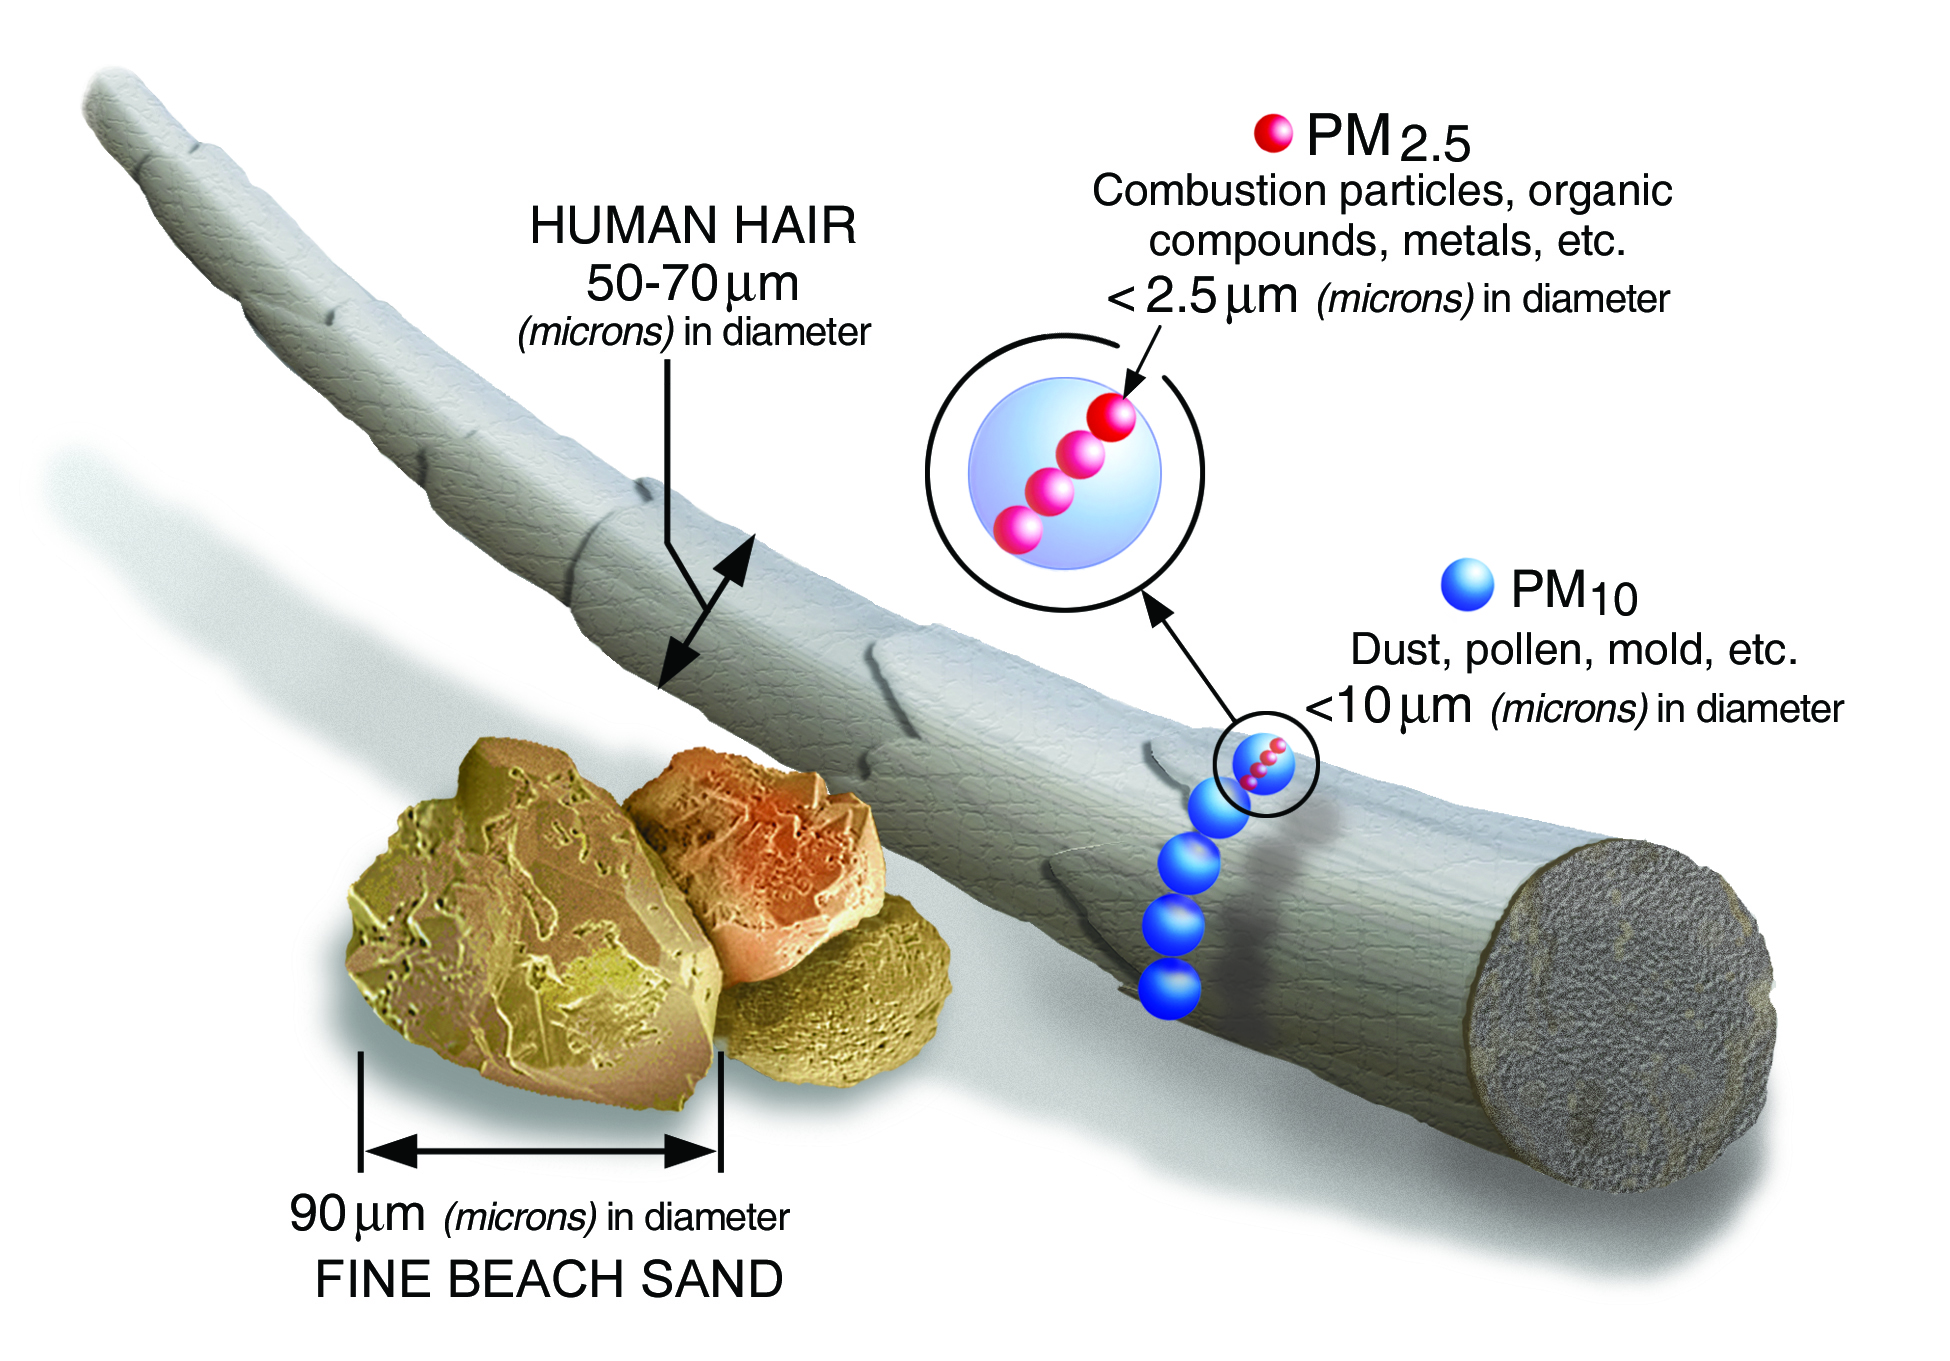 HUMAN HAIR
50-70 µm
(microns) in diameter
PM2.5
Combustion particles, organic
compounds, metals, etc.
< 2.5 µm (microns) in diameter
PM10
Dust, pollen, mold, etc.
<10 µm (microns) in diameter
90 µm (microns) in diameter
FINE BEACH SAND